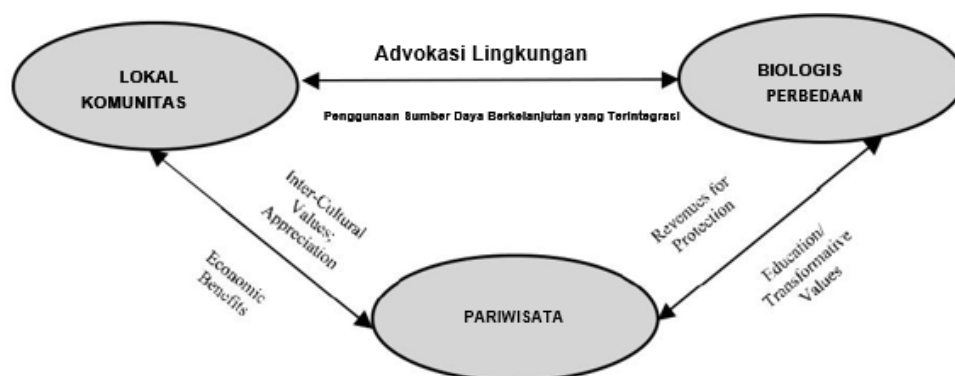 Advokasi Lingkungan
LOKAL
KOMUNITAS
BIOLOGIS
PERBEDAAN
Penggunaan Sumber Daya Berkelanjutan yang Terintegrasi
Inter-Cultural
Values;
Appreciation
Economic
Benefits
Revenues for
Protection
Education/
Transformative
Values
PARIWISATA